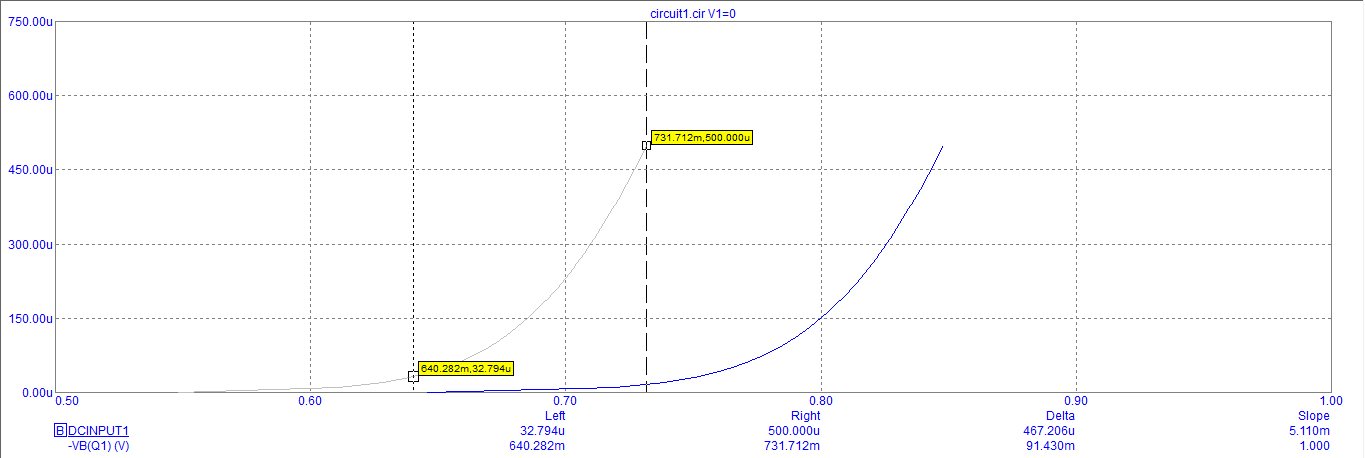 circuit1.cir V1=0
750.00u
600.00u
731.712m,500.000u
450.00u
300.00u
150.00u
640.282m,32.794u
0.00u
0.50 0.60 0.70 0.80 0.90 1.00
Left Right Delta Slope
B DCINPUT1 32.794u 500.000u 467.206u 5.110m
-VB(Q1) (V) 640.282m 731.712m 91.430m 1.000